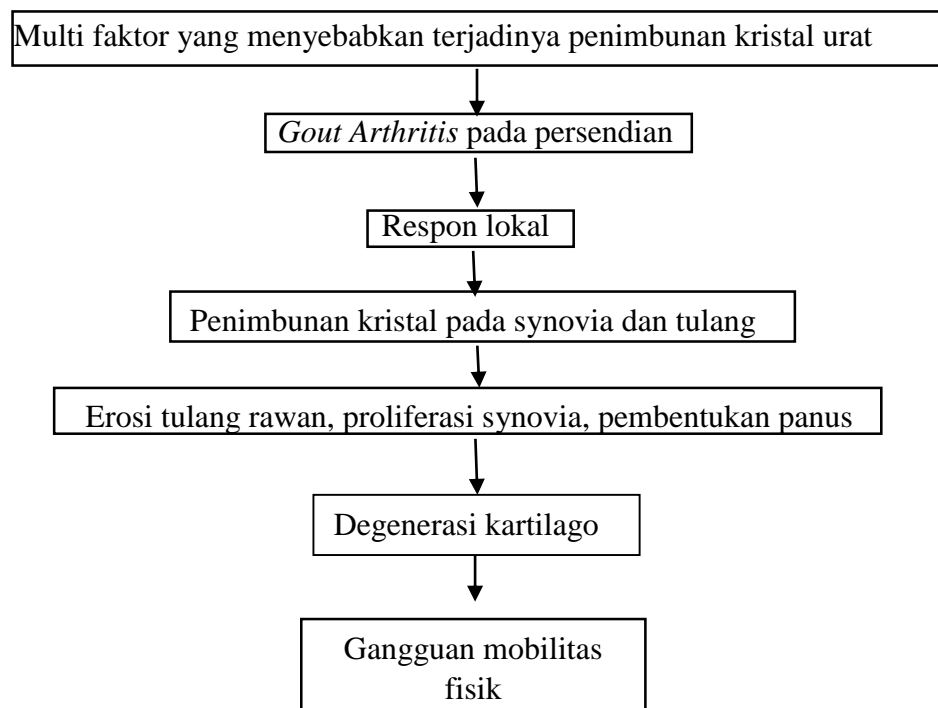 Multi faktor yang menyebabkan terjadinya penimbunan kristal urat
Gout Arthritis pada persendian
Respon lokal
Penimbunan kristal pada synovia dan tulang
Erosi tulang rawan, proliferasi synovia, pembentukan panus
Degenerasi kartilago
Gangguan mobilitas
fisik